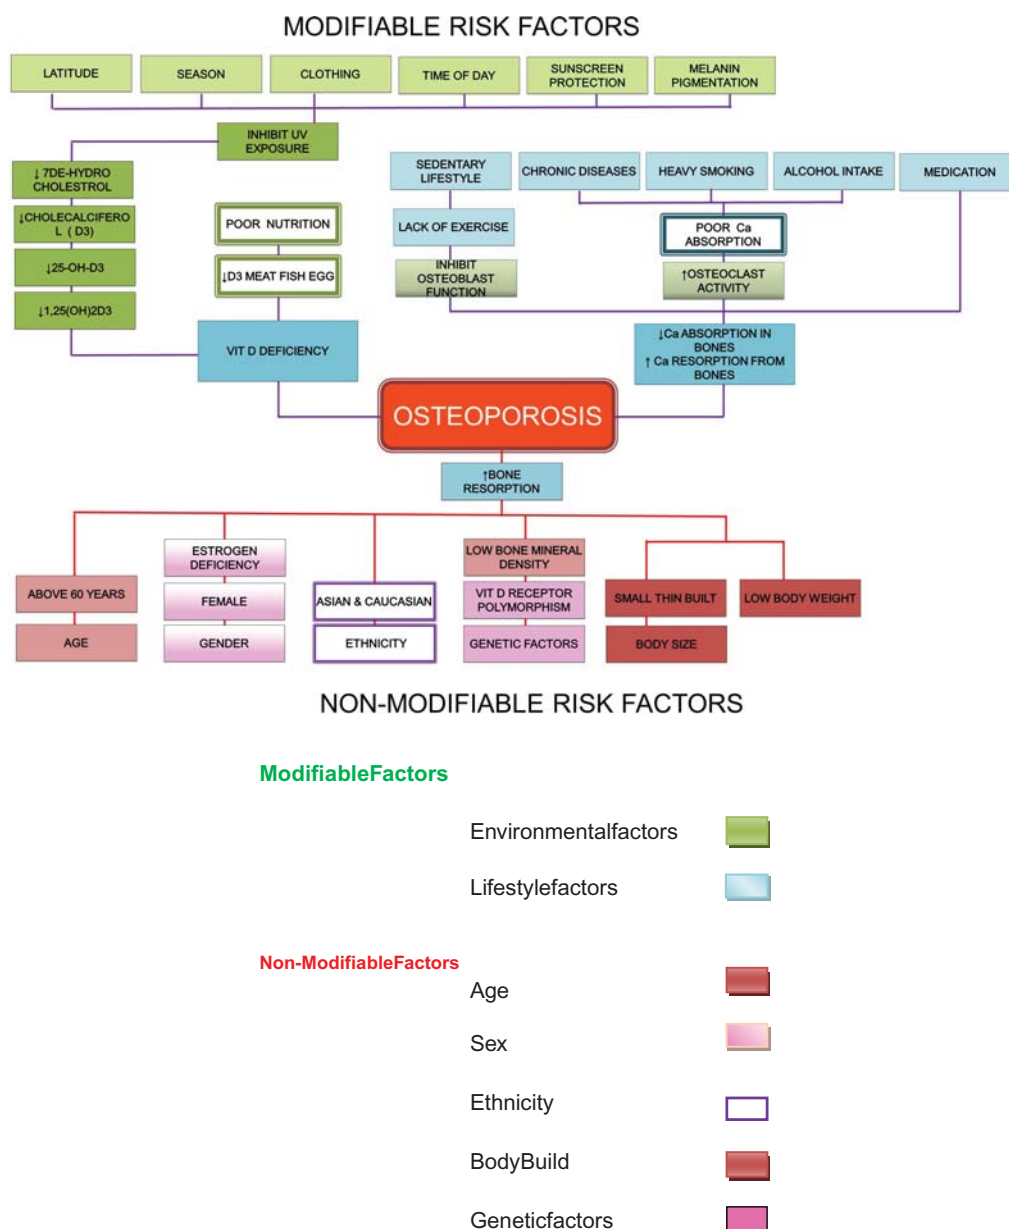 MODIFIABLE RISK FACTORS
LATITUDE
SEASON
CLOTHING
TIME OF DAY
SUNSCREEN
PROTECTION
MELANIN
PIGMENTATION
INHIBIT UV
EXPOSURE
↓ 7DE-HYDRO
CHOLESTROL
↓CHOLECALCIFERO
L ( D3)
↓25-OH-D3
↓1,25(OH)2D3
POOR NUTRITION
↓D3 MEAT FISH EGG
VIT D DEFICIENCY
SEDENTARY
LIFESTYLE
CHRONIC DISEASES
HEAVY SMOKING
ALCOHOL INTAKE
MEDICATION
LACK OF EXERCISE
INHIBIT
OSTEOBLAST
FUNCTION
POOR Ca
ABSORPTION
↑OSTEOCLAST
ACTIVITY
↓Ca ABSORPTION IN
BONES
↑ Ca RESORPTION FROM
BONES
OSTEOPOROSIS
↑BONE
RESORPTION
ABOVE 60 YEARS
AGE
ESTROGEN
DEFICIENCY
FEMALE
GENDER
ASIAN & CAUCASIAN
ETHNICITY
LOW BONE MINERAL
DENSITY
VIT D RECEPTOR
POLYMORPHISM
GENETIC FACTORS
SMALL THIN BUILT
BODY SIZE
LOW BODY WEIGHT
NON-MODIFIABLE RISK FACTORS
ModifiableFactors
Environmentalfactors
Lifestylefactors
Non-ModifiableFactors
Age
Sex
Ethnicity
BodyBuild
Geneticfactors